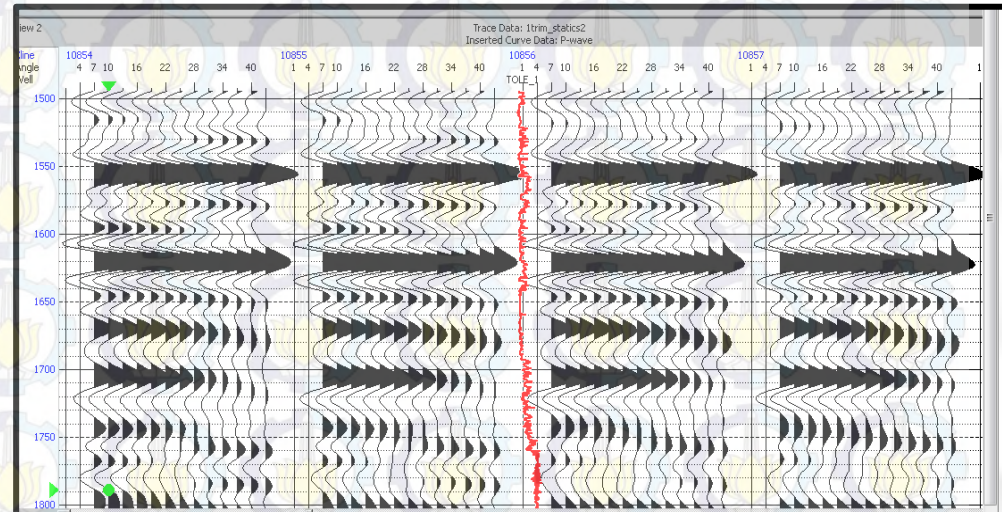 iew 2
Trace Data: 1trim_statics2
Inserted Curve Data: P-wave
Xline 10854 10855 10856 10857
Angle 4 7 10 16 22 28 34 40 1 4 7 10 16 22 28 34 40 1 4 7 10 16 22 28 34 40 1 4 7 10 16 22 28 34 40 1
Well TOLE_1
1500
1550
1600
1650
1700
1750
1800